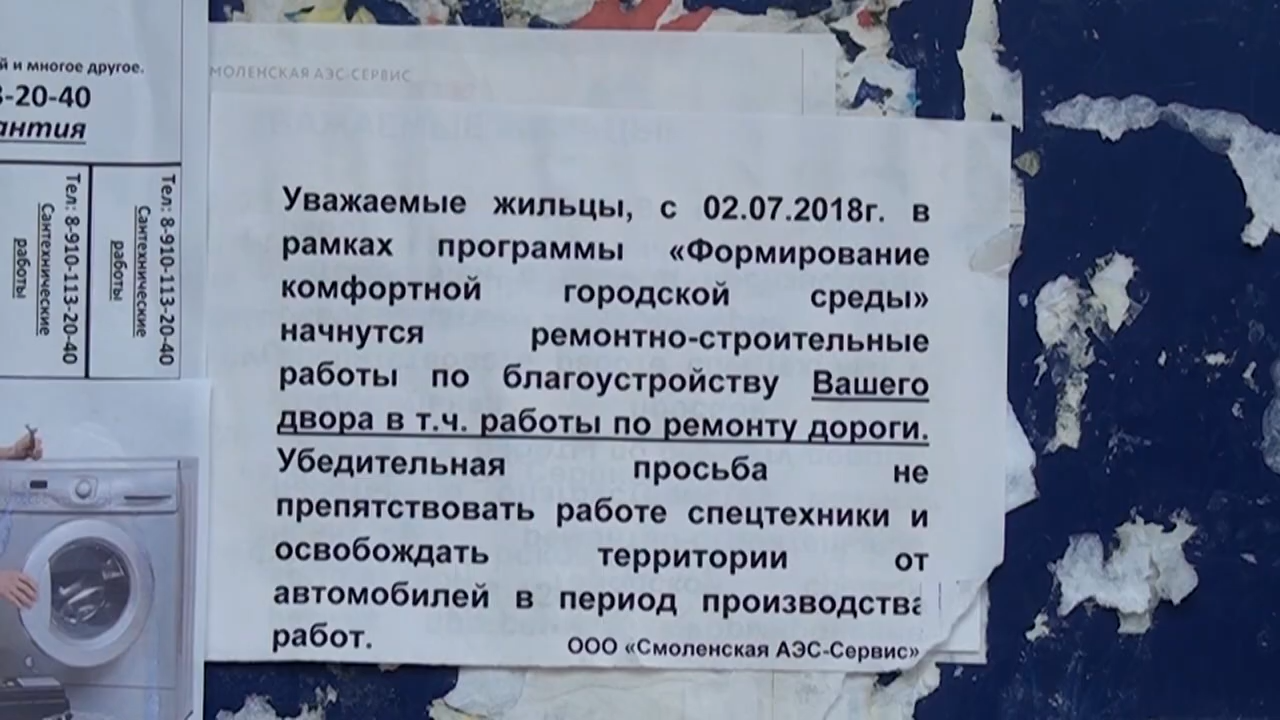 й и многое другое.
3-20-40
антия
Тел: 8-910-113-20-40
Сантехнические
работы
Тел: 8-910-113-20-40
Сантехнические
работы
МОЛЕНСКАЯ АЭС-СЕРВИС
Уважаемые жильцы, с 02.07.2018г. в
рамках программы «Формирование
комфортной городской среды»
начнутся ремонтно-строительные
работы по благоустройству Вашего
двора в т.ч. работы по ремонту дороги.
Убедительная просьба не
препятствовать работе спецтехники и
освобождать территории от
автомобилей в период производства
работ.
ООО «Смоленская АЭС-Сервис»